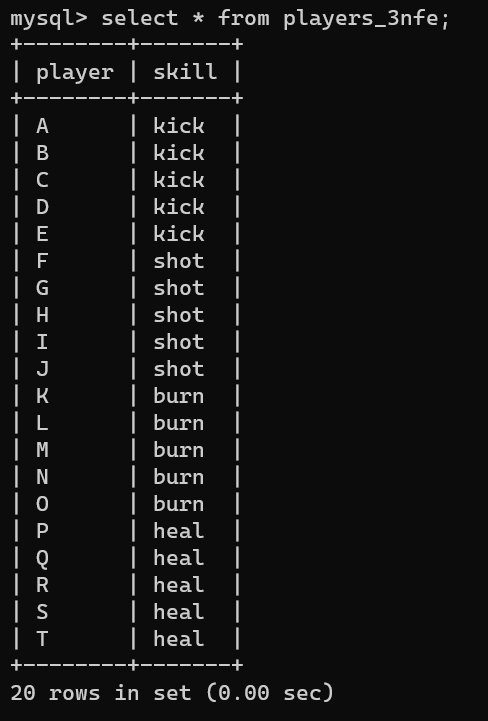 mysql> select * from players_3nfe;
+--------+-------+
| player | skill |
+--------+-------+
| A      | kick  |
| B      | kick  |
| C      | kick  |
| D      | kick  |
| E      | kick  |
| F      | shot  |
| G      | shot  |
| H      | shot  |
| I      | shot  |
| J      | shot  |
| K      | burn  |
| L      | burn  |
| M      | burn  |
| N      | burn  |
| O      | burn  |
| P      | heal  |
| Q      | heal  |
| R      | heal  |
| S      | heal  |
| T      | heal  |
+--------+-------+
20 rows in set (0.00 sec)